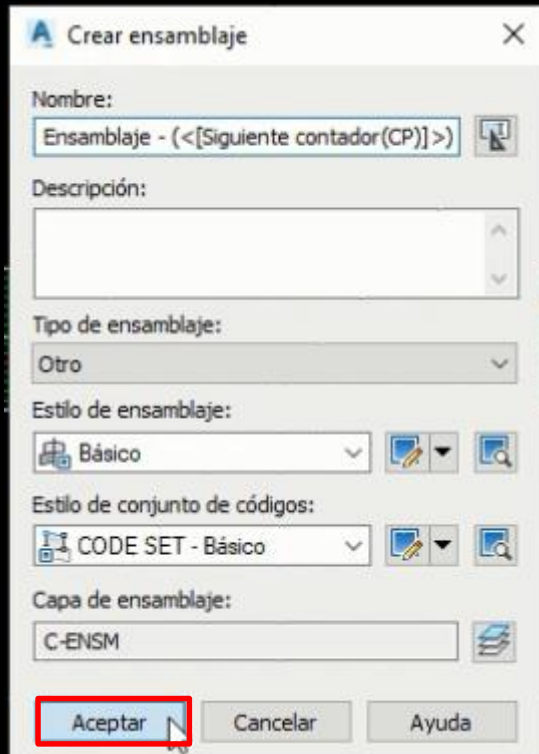 Crear ensamblaje
Nombre:
Ensamblaje - (<[Siguiente contador(CP)]>)
Descripción:
Tipo de ensamblaje:
Otro
Estilo de ensamblaje:
Básico
Estilo de conjunto de códigos:
CODE SET - Básico
Capa de ensamblaje:
C-ENSM
Aceptar Cancelar Ayuda